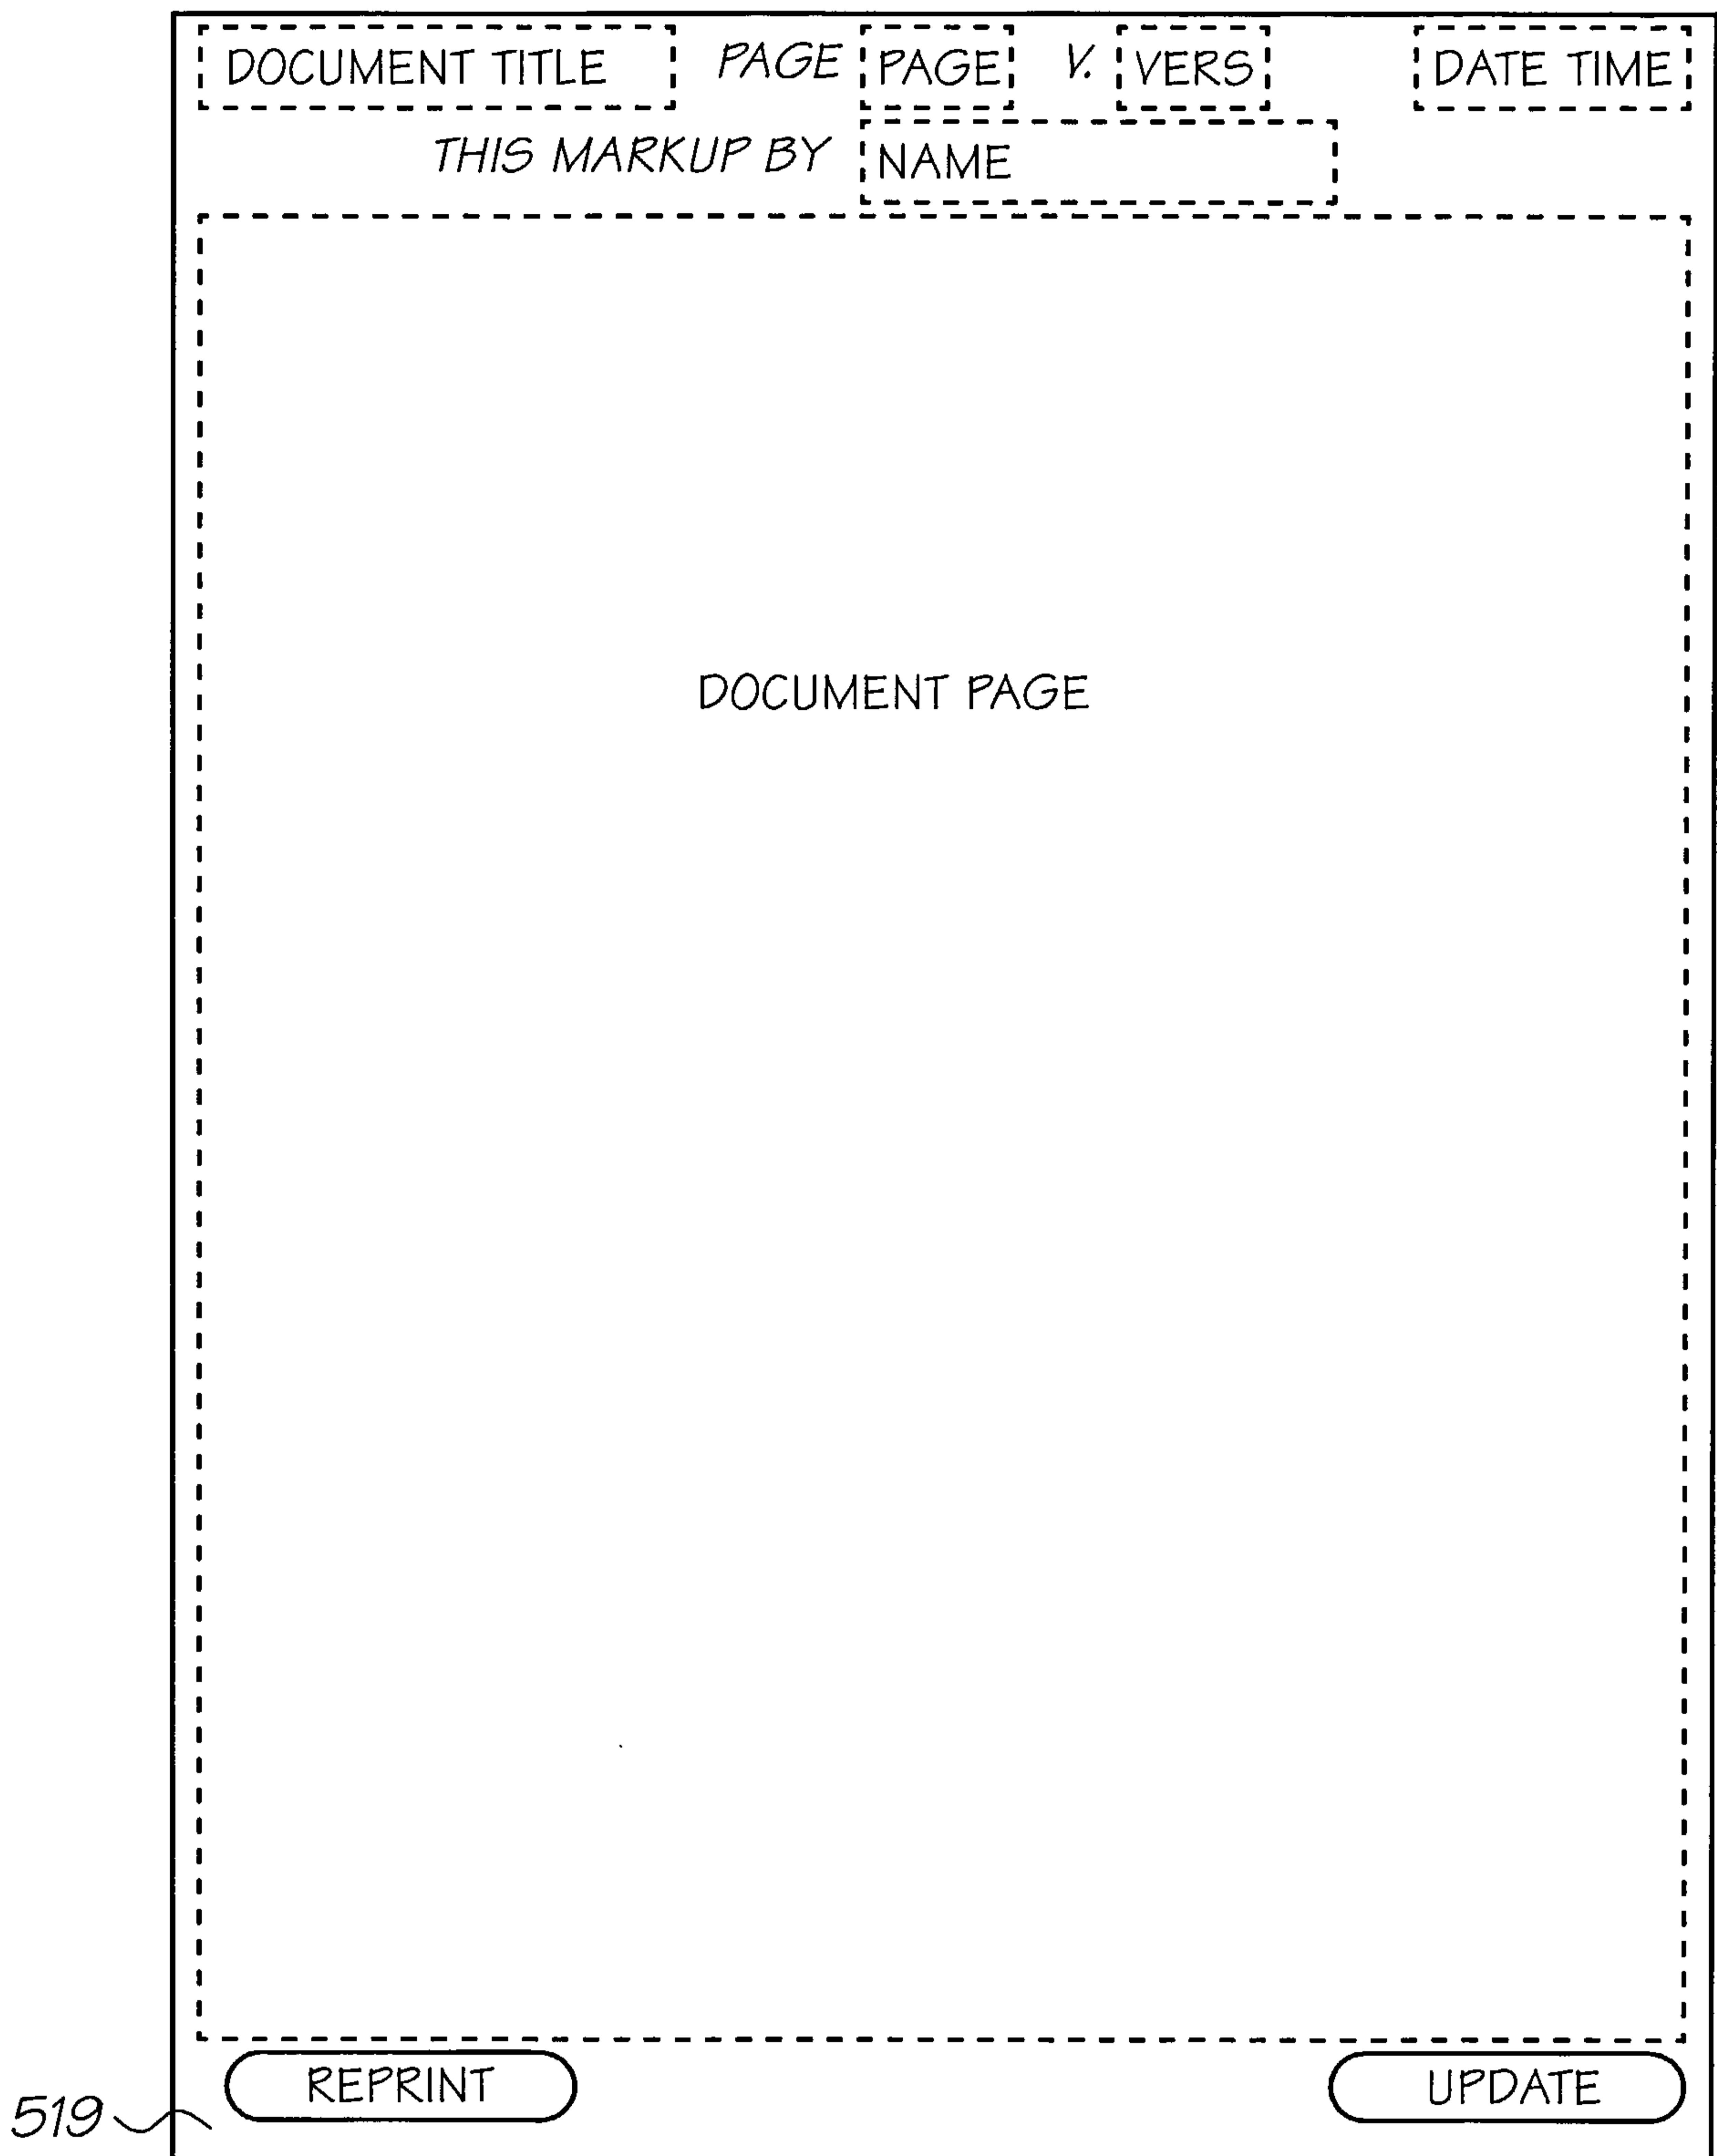 DOCUMENT TITLE PAGE PAGE V. VERS DATE TIME
THIS MARKUP BY NAME
DOCUMENT PAGE
REPRINT UPDATE
519